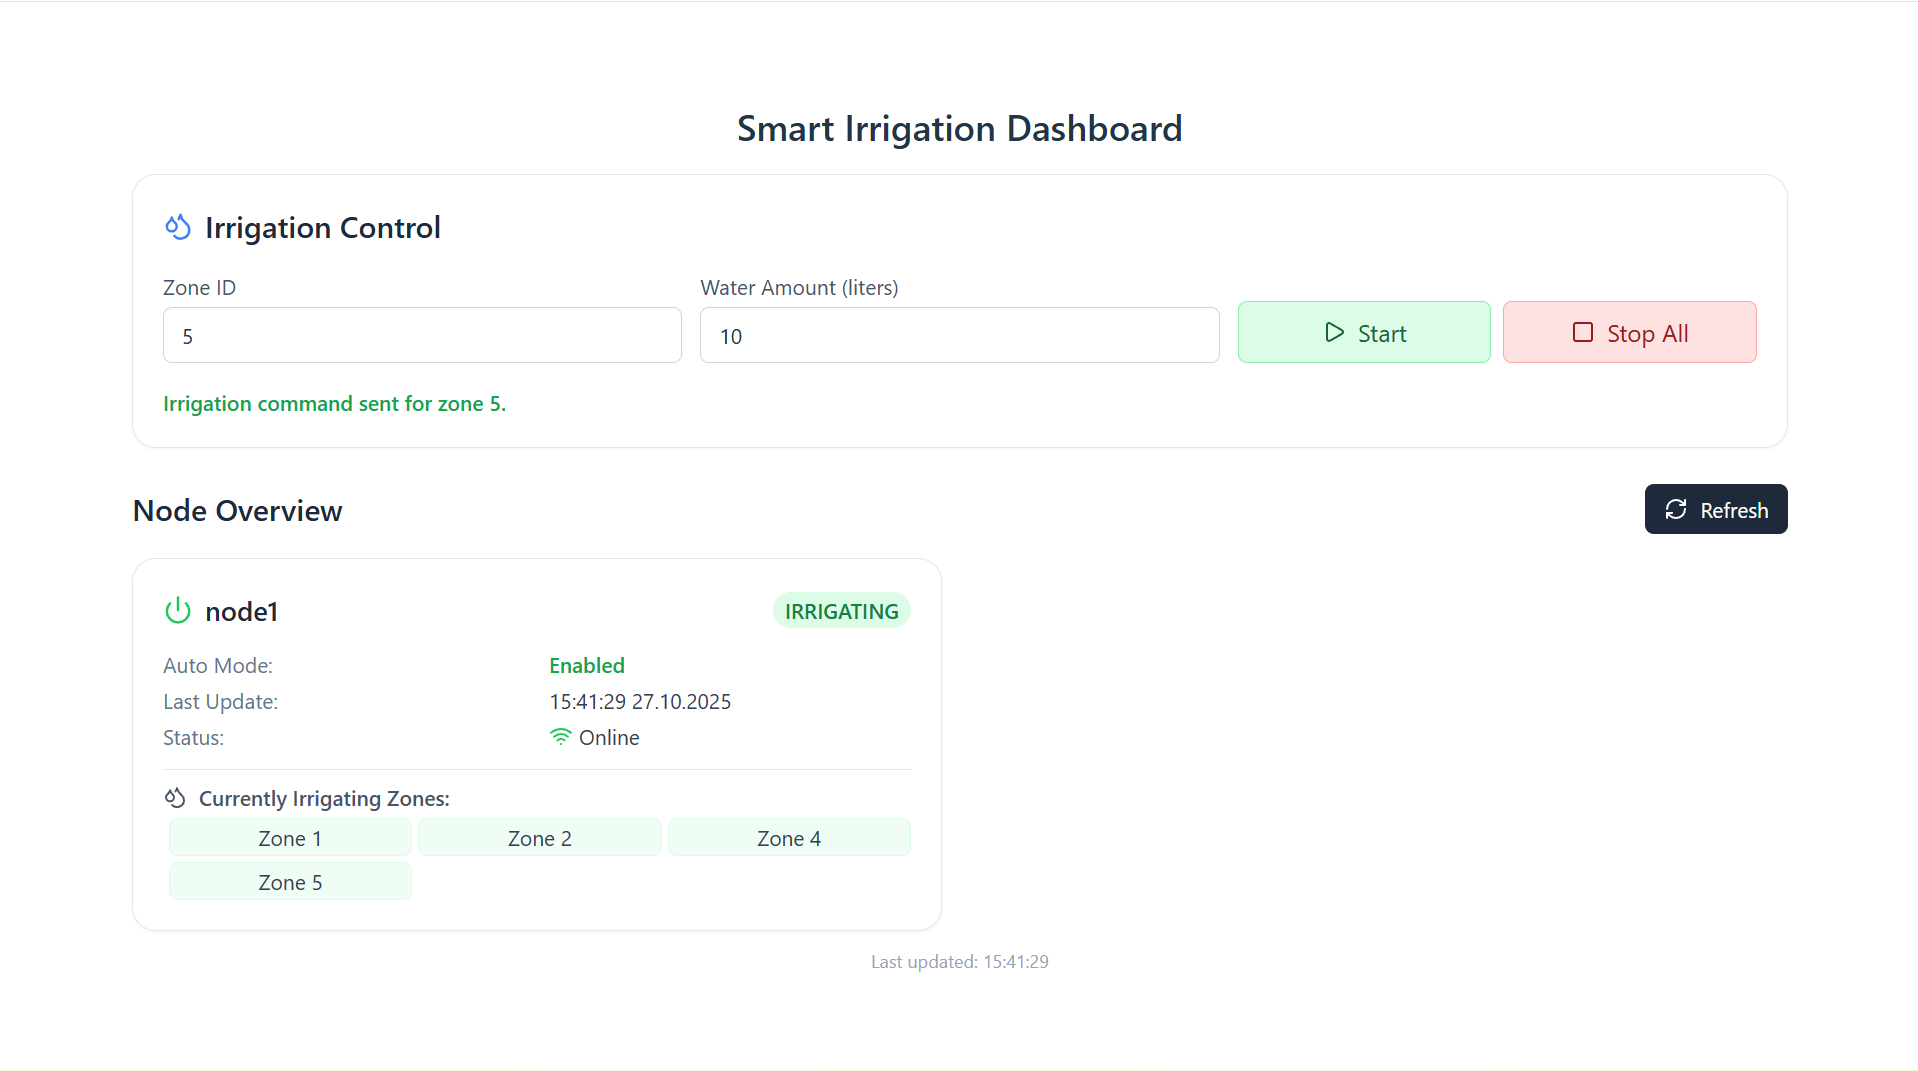 Smart Irrigation Dashboard
Irrigation Control
Zone ID
Water Amount (liters)
5
10
Start
Stop All
Irrigation command sent for zone 5.
Node Overview
Refresh
node1
IRRIGATING
Auto Mode:
Enabled
Last Update:
15:41:29 27.10.2025
Status:
Online
Currently Irrigating Zones:
Zone 1
Zone 2
Zone 4
Zone 5
Last updated: 15:41:29